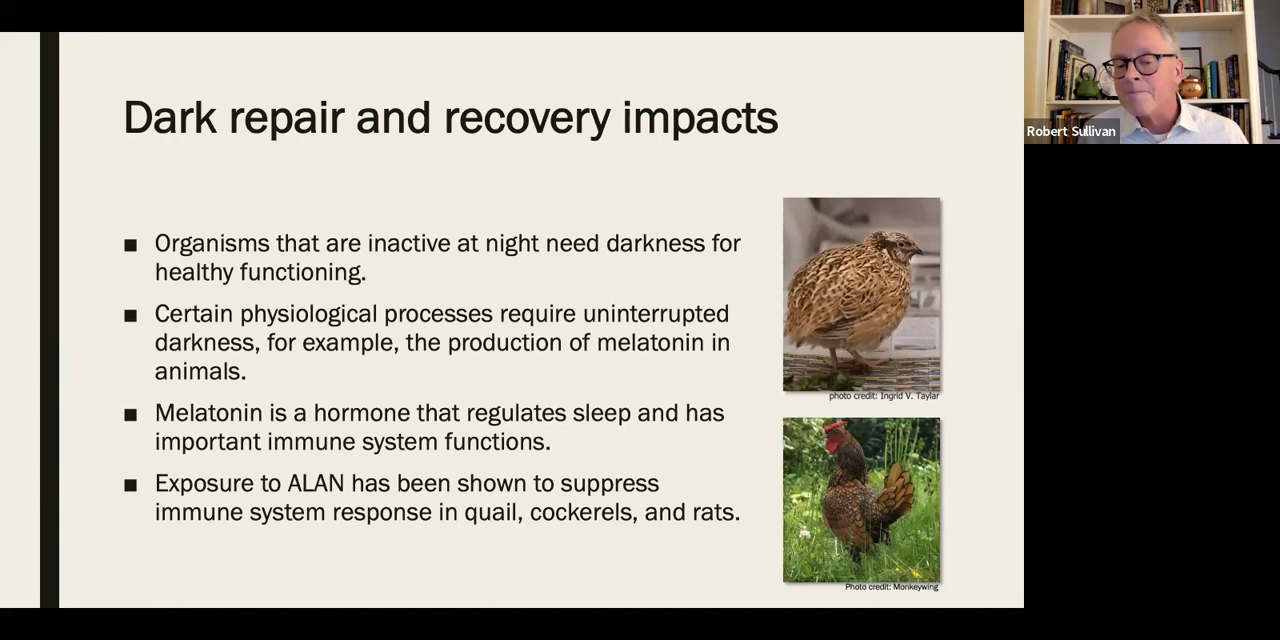 Dark repair and recovery impacts
Robert Sullivan
■ Organisms that are inactive at night need darkness for
healthy functioning.
■ Certain physiological processes require uninterrupted
darkness, for example, the production of melatonin in
animals.
■ Melatonin is a hormone that regulates sleep and has
important immune system functions.
■ Exposure to ALAN has been shown to suppress
immune system response in quail, cockerels, and rats.
photo credit: Ingrid V. Taylar
Photo credit: Monkeywing